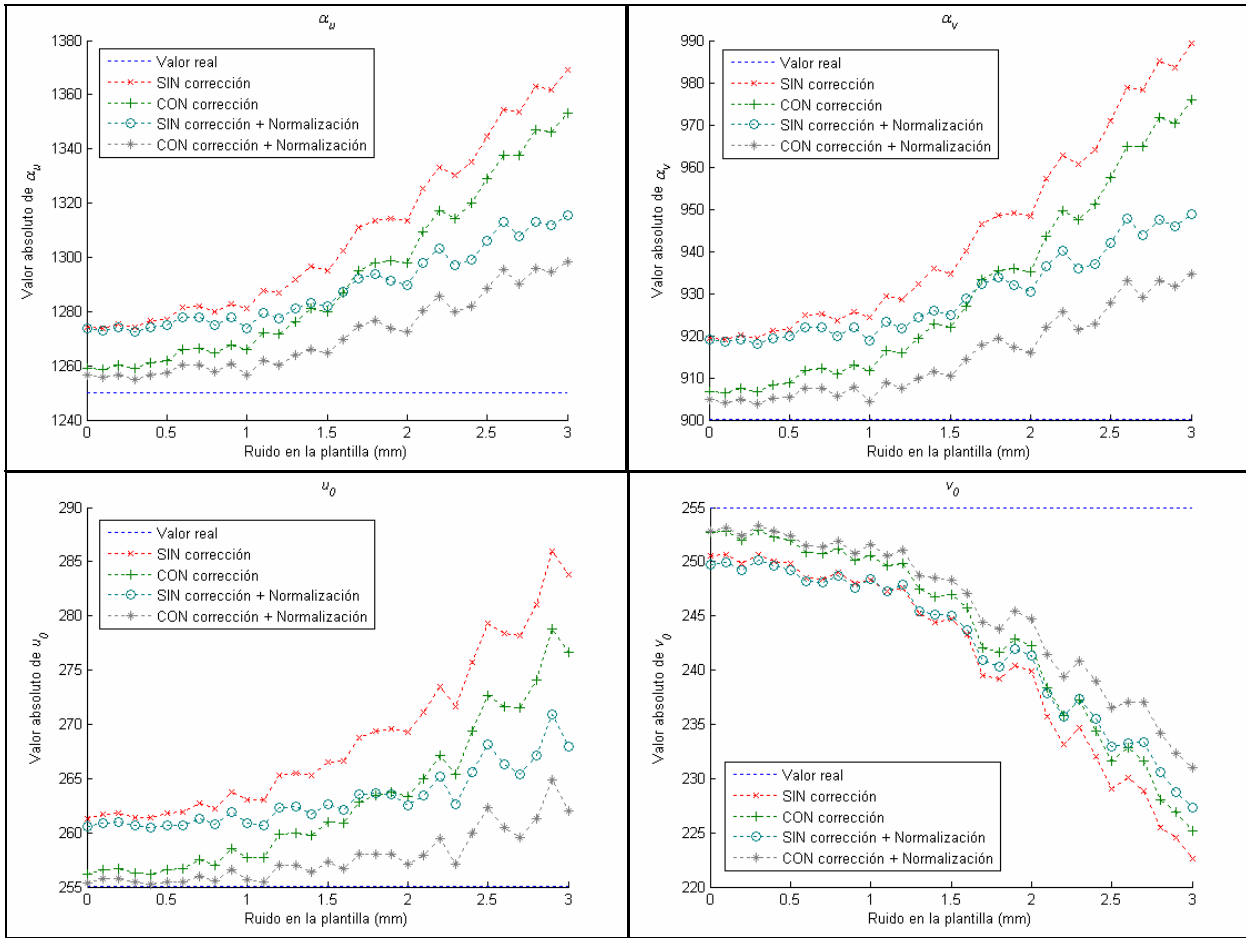 α_u
Valor absoluto de α_u
1380
1360
1340
1320
1300
1280
1260
1240
Valor real
SIN corrección
CON corrección
SIN corrección + Normalización
CON corrección + Normalización
0 0.5 1 1.5 2 2.5 3
Ruido en la plantilla (mm)
α_v
Valor absoluto de α_v
990
980
970
960
950
940
930
920
910
900
Valor real
SIN corrección
CON corrección
SIN corrección + Normalización
CON corrección + Normalización
0 0.5 1 1.5 2 2.5 3
Ruido en la plantilla (mm)
u_0
Valor absoluto de u_0
290
285
280
275
270
265
260
255
Valor real
SIN corrección
CON corrección
SIN corrección + Normalización
CON corrección + Normalización
0 0.5 1 1.5 2 2.5 3
Ruido en la plantilla (mm)
v_0
Valor absoluto de v_0
255
250
245
240
235
230
225
220
Valor real
SIN corrección
CON corrección
SIN corrección + Normalización
CON corrección + Normalización
0 0.5 1 1.5 2 2.5 3
Ruido en la plantilla (mm)